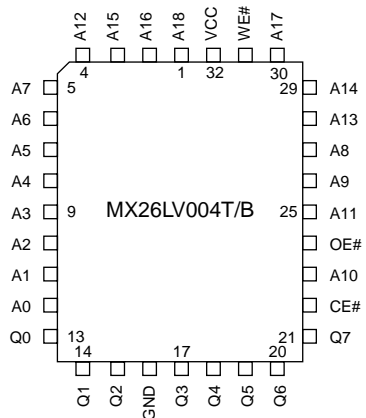 A12 A15 A16 A18 VCC WE# A17
4 1 32 30
A7 5 29 A14
A6 A13
A5 A8
A4 A9
A3 9 MX26LV004T/B 25 A11
A2 OE#
A1 A10
A0 CE#
Q0 13 21 Q7
14 17 20
Q1 Q2 GND Q3 Q4 Q5 Q6